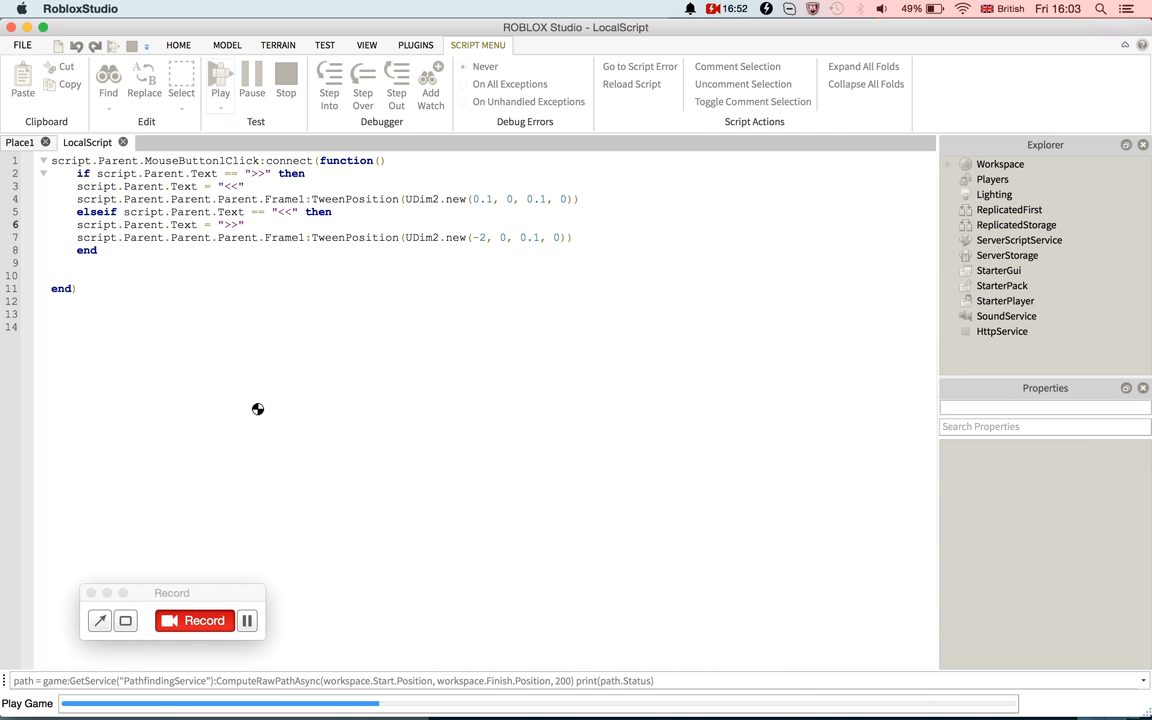 RobloxStudio 16:52 49% British Fri 16:03
ROBLOX Studio - LocalScript
FILE HOME MODEL TERRAIN TEST VIEW PLUGINS SCRIPT MENU
Paste Cut Copy Find Replace Select Play Pause Stop Step Into Step Over Step Out Add Watch Never On All Exceptions On Unhandled Exceptions Go to Script Error Reload Script Comment Selection Uncomment Selection Toggle Comment Selection Expand All Folds Collapse All Folds
Clipboard Edit Test Debugger Debug Errors Script Actions
Place1 LocalScript
1 script.Parent.MouseButton1Click:connect(function()
2 if script.Parent.Text == ">>" then
3 script.Parent.Text = "<<"
4 script.Parent.Parent.Parent.Frame1:TweenPosition(UDim2.new(0.1, 0, 0.1, 0))
5 elseif script.Parent.Text == "<<" then
6 script.Parent.Text = ">>"
7 script.Parent.Parent.Parent.Frame1:TweenPosition(UDim2.new(-2, 0, 0.1, 0))
8 end
9
10
11 end)
12
13
14
Explorer
Workspace
Players
Lighting
ReplicatedFirst
ReplicatedStorage
ServerScriptService
ServerStorage
StarterGui
StarterPack
StarterPlayer
SoundService
HttpService
Properties
Search Properties
Record
Record
path = game:GetService("PathfindingService"):ComputeRawPathAsync(workspace.Start.Position, workspace.Finish.Position, 200) print(path.Status)
Play Game